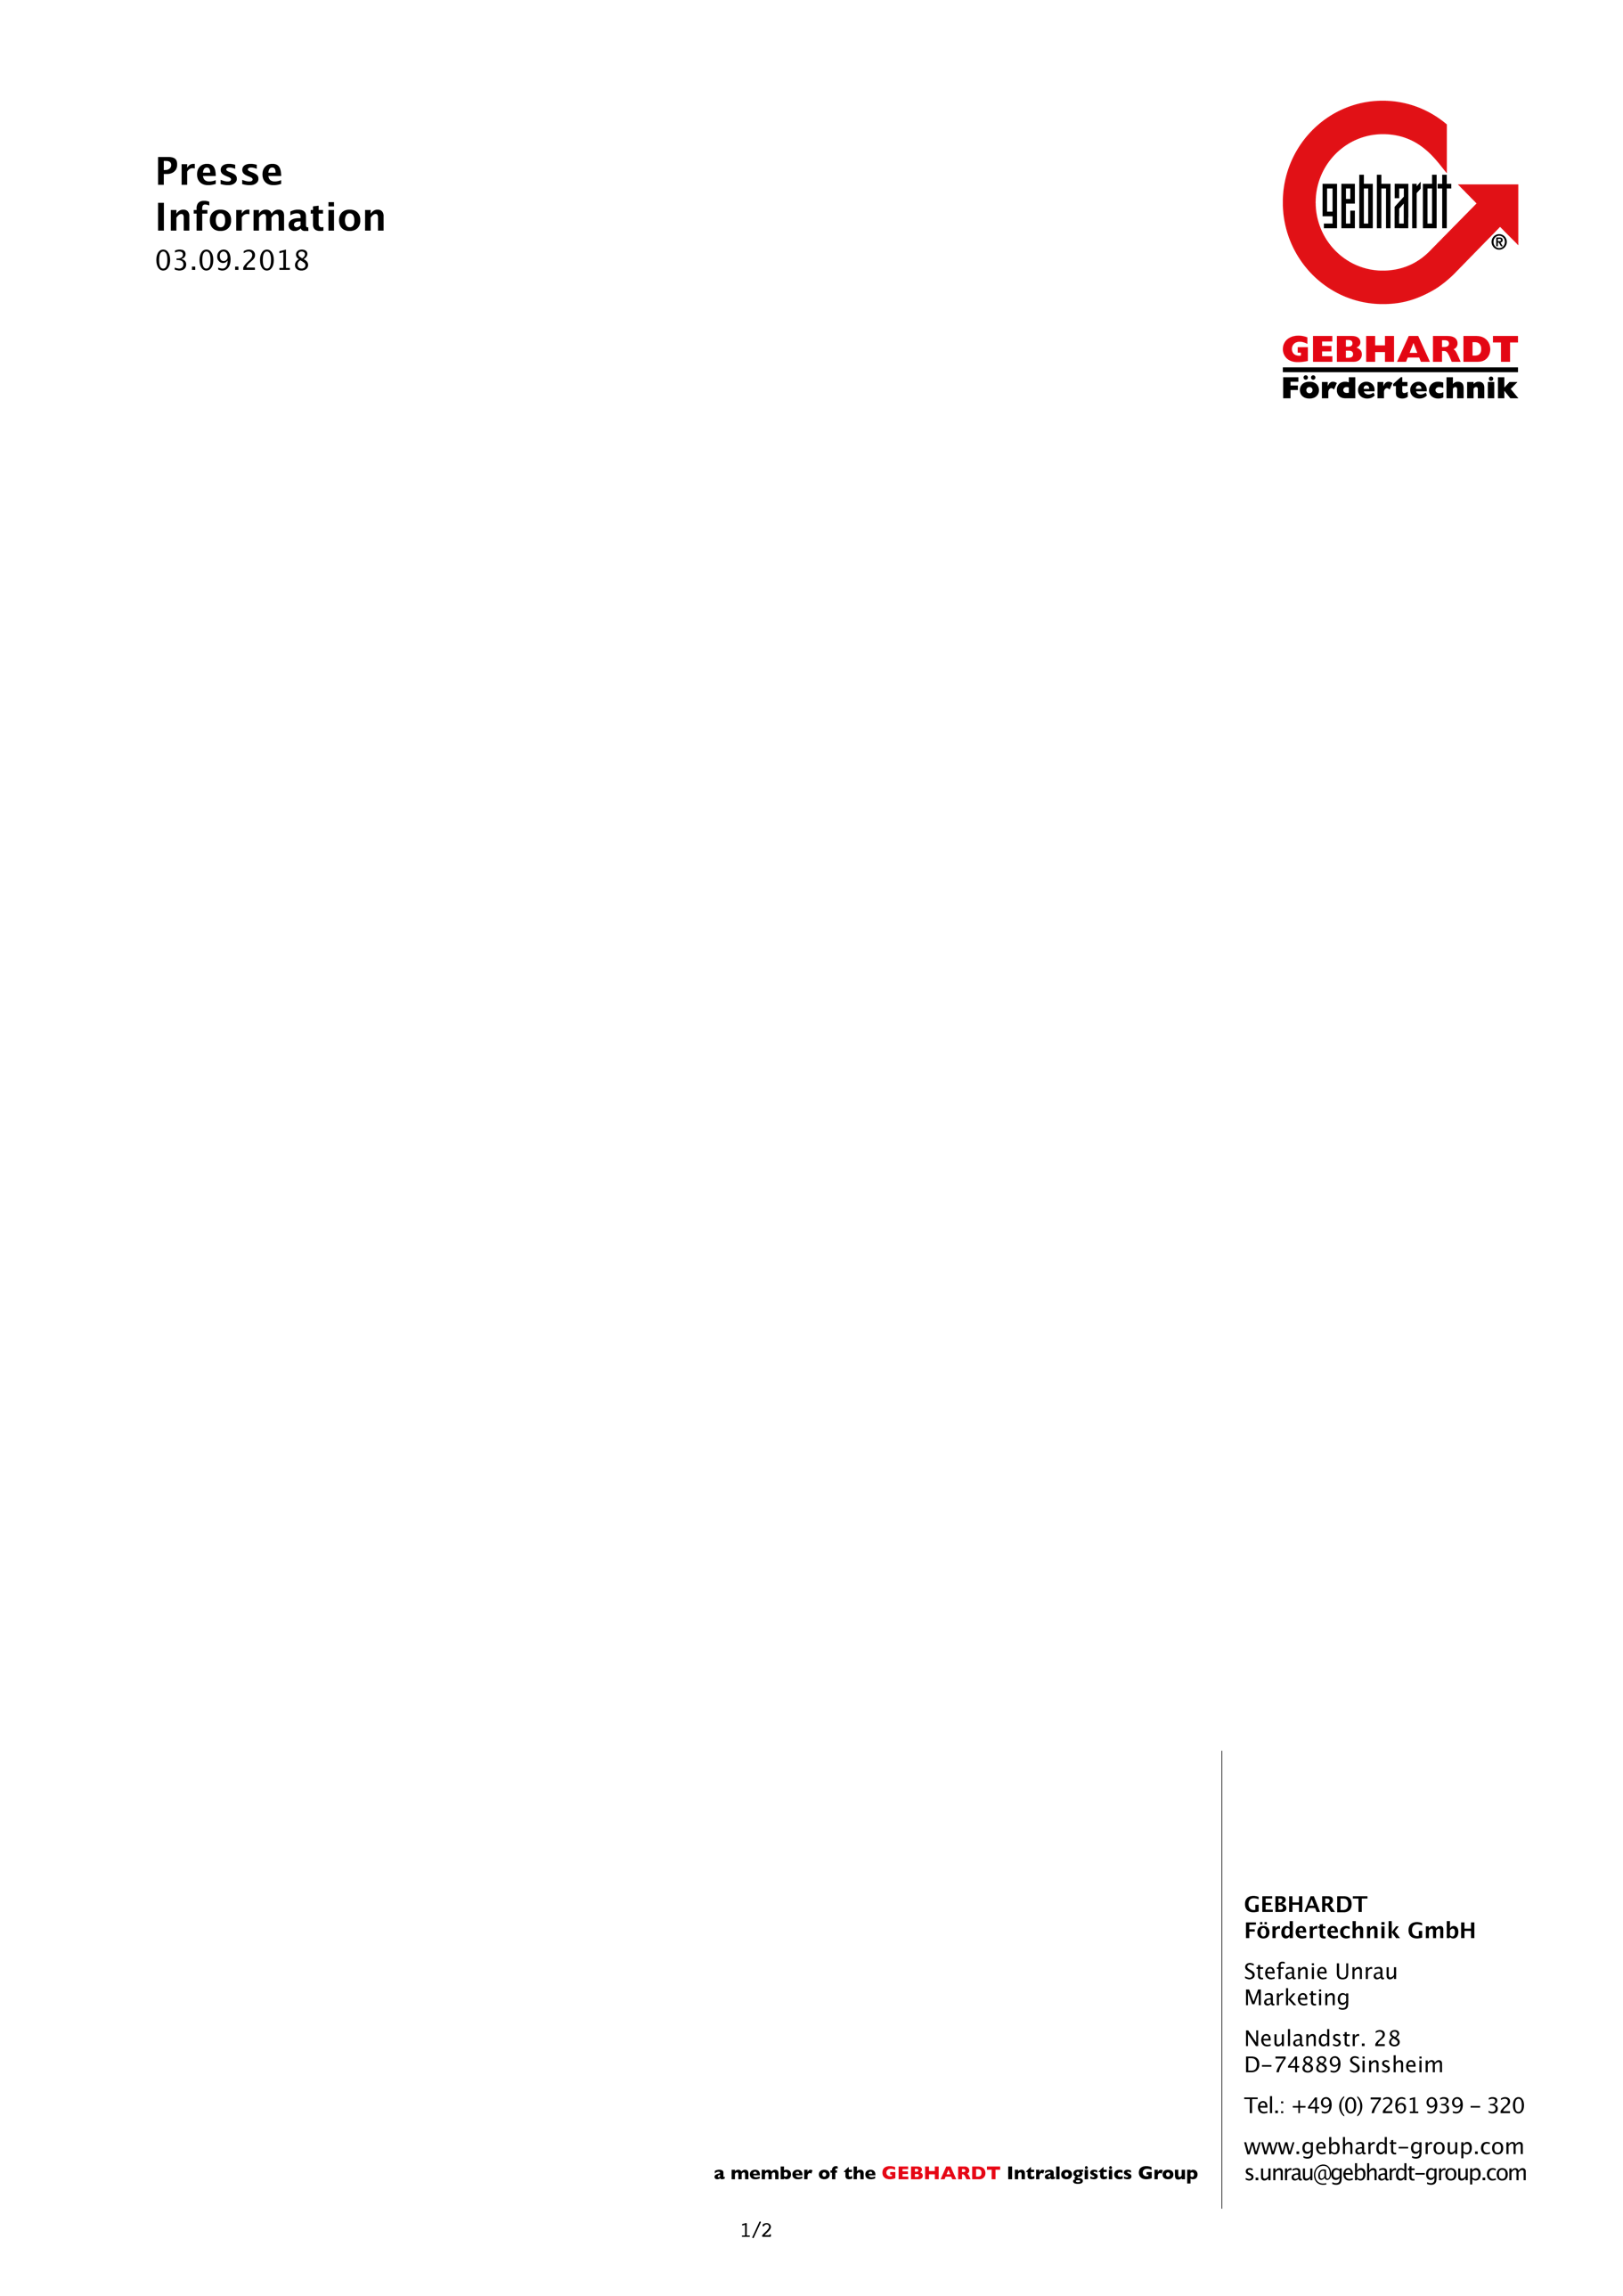 Presse
Information
03.09.2018
gebhardt
®
GEBHARDT
Fördertechnik
GEBHARDT
Fördertechnik GmbH
Stefanie Unrau
Marketing
Neulandstr. 28
D-74889 Sinsheim
Tel.: +49 (0) 7261 939 - 320
www.gebhardt-group.com
s.unrau@gebhardt-group.com
a member of the GEBHARDT Intralogistics Group
1/2